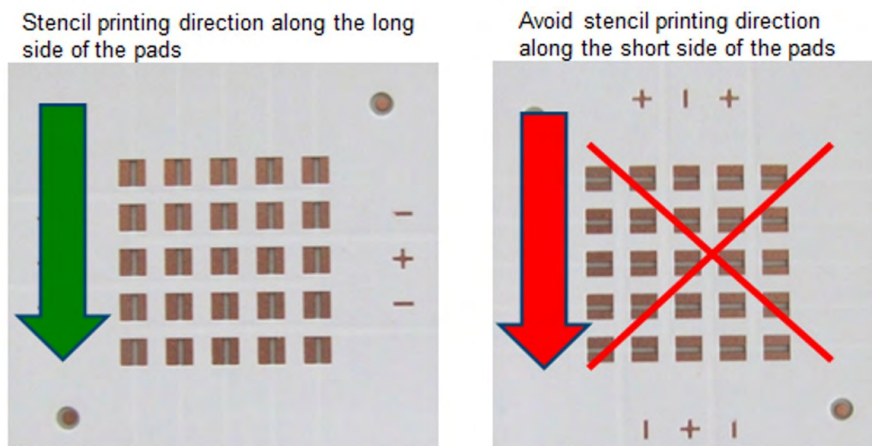 Stencil printing direction along the long
side of the pads
Avoid stencil printing direction
along the short side of the pads
+ | +
−
+
−
| + |